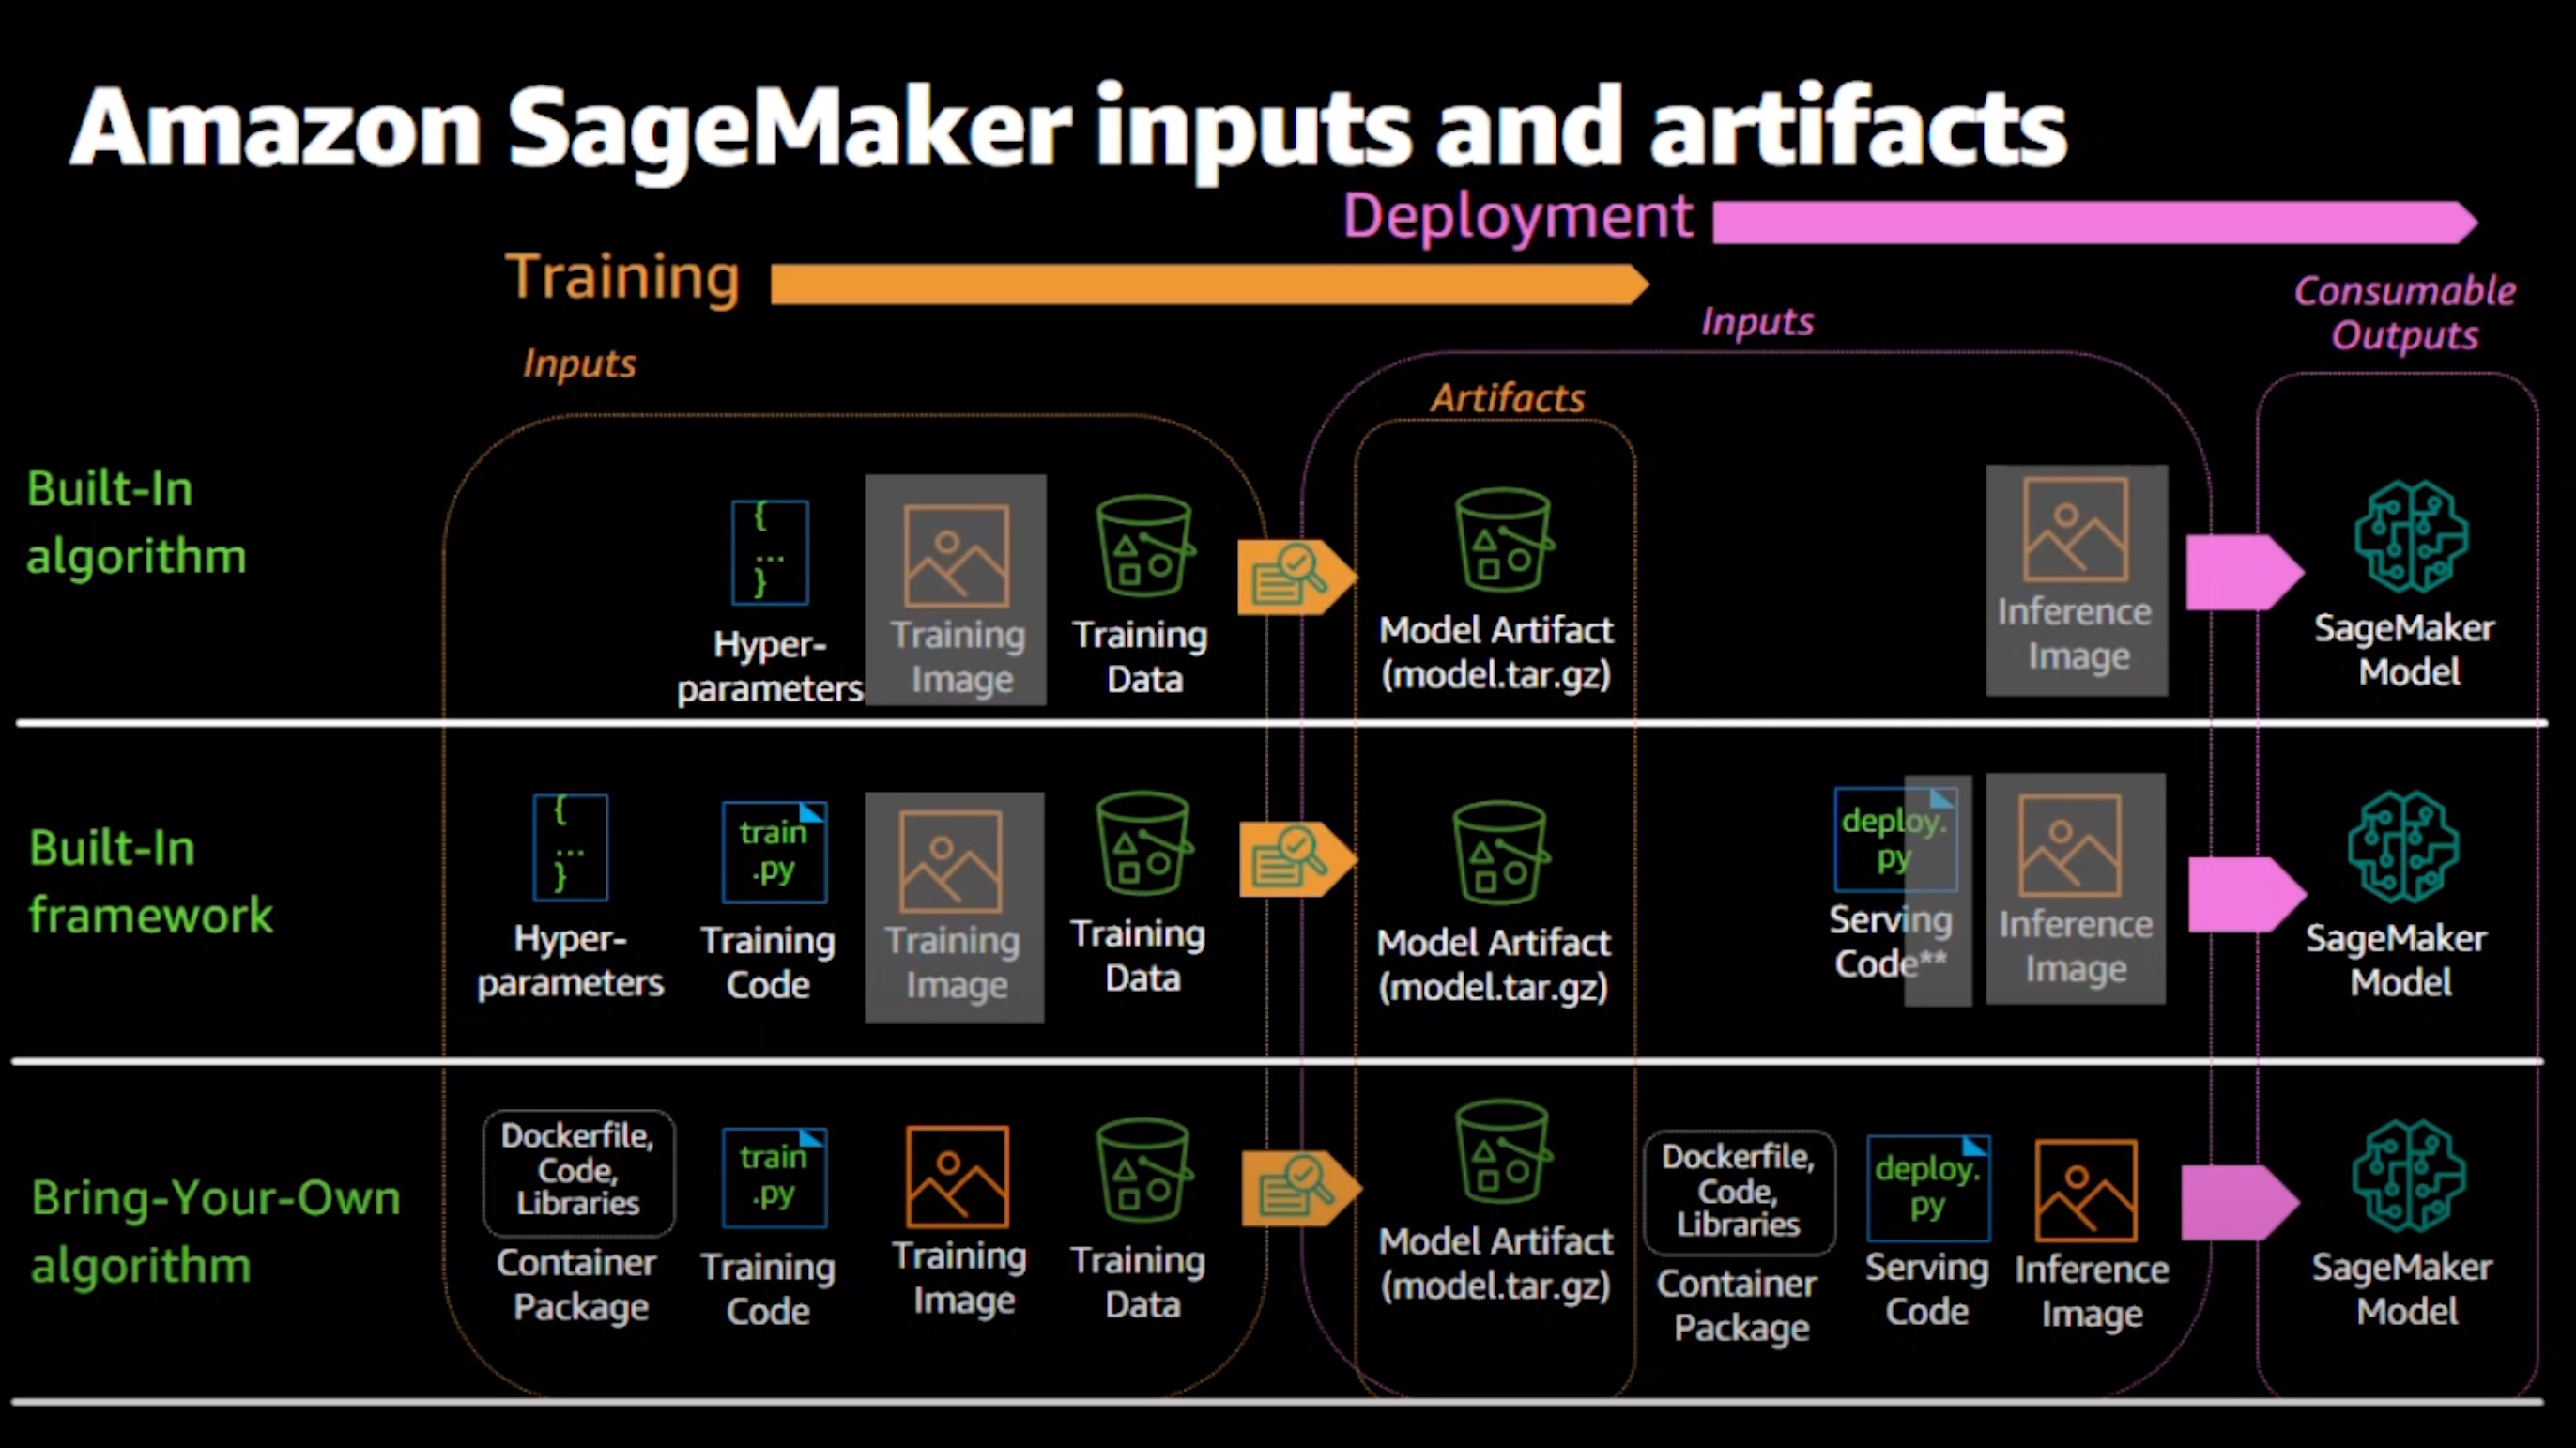 Amazon SageMaker inputs and artifacts
Deployment
Training
Consumable
Outputs
Inputs
Inputs
Artifacts
Built-In
algorithm
{
...
}
Hyper-
parameters
Training
Image
Training
Data
Model Artifact
(model.tar.gz)
Inference
Image
SageMaker
Model
Built-In
framework
{
...
}
Hyper-
parameters
train
.py
Training
Code
Training
Image
Training
Data
Model Artifact
(model.tar.gz)
deploy.
py
Serving
Code**
Inference
Image
SageMaker
Model
Bring-Your-Own
algorithm
Dockerfile,
Code,
Libraries
Container
Package
train
.py
Training
Code
Training
Image
Training
Data
Model Artifact
(model.tar.gz)
Dockerfile,
Code,
Libraries
Container
Package
deploy.
py
Serving
Code
Inference
Image
SageMaker
Model